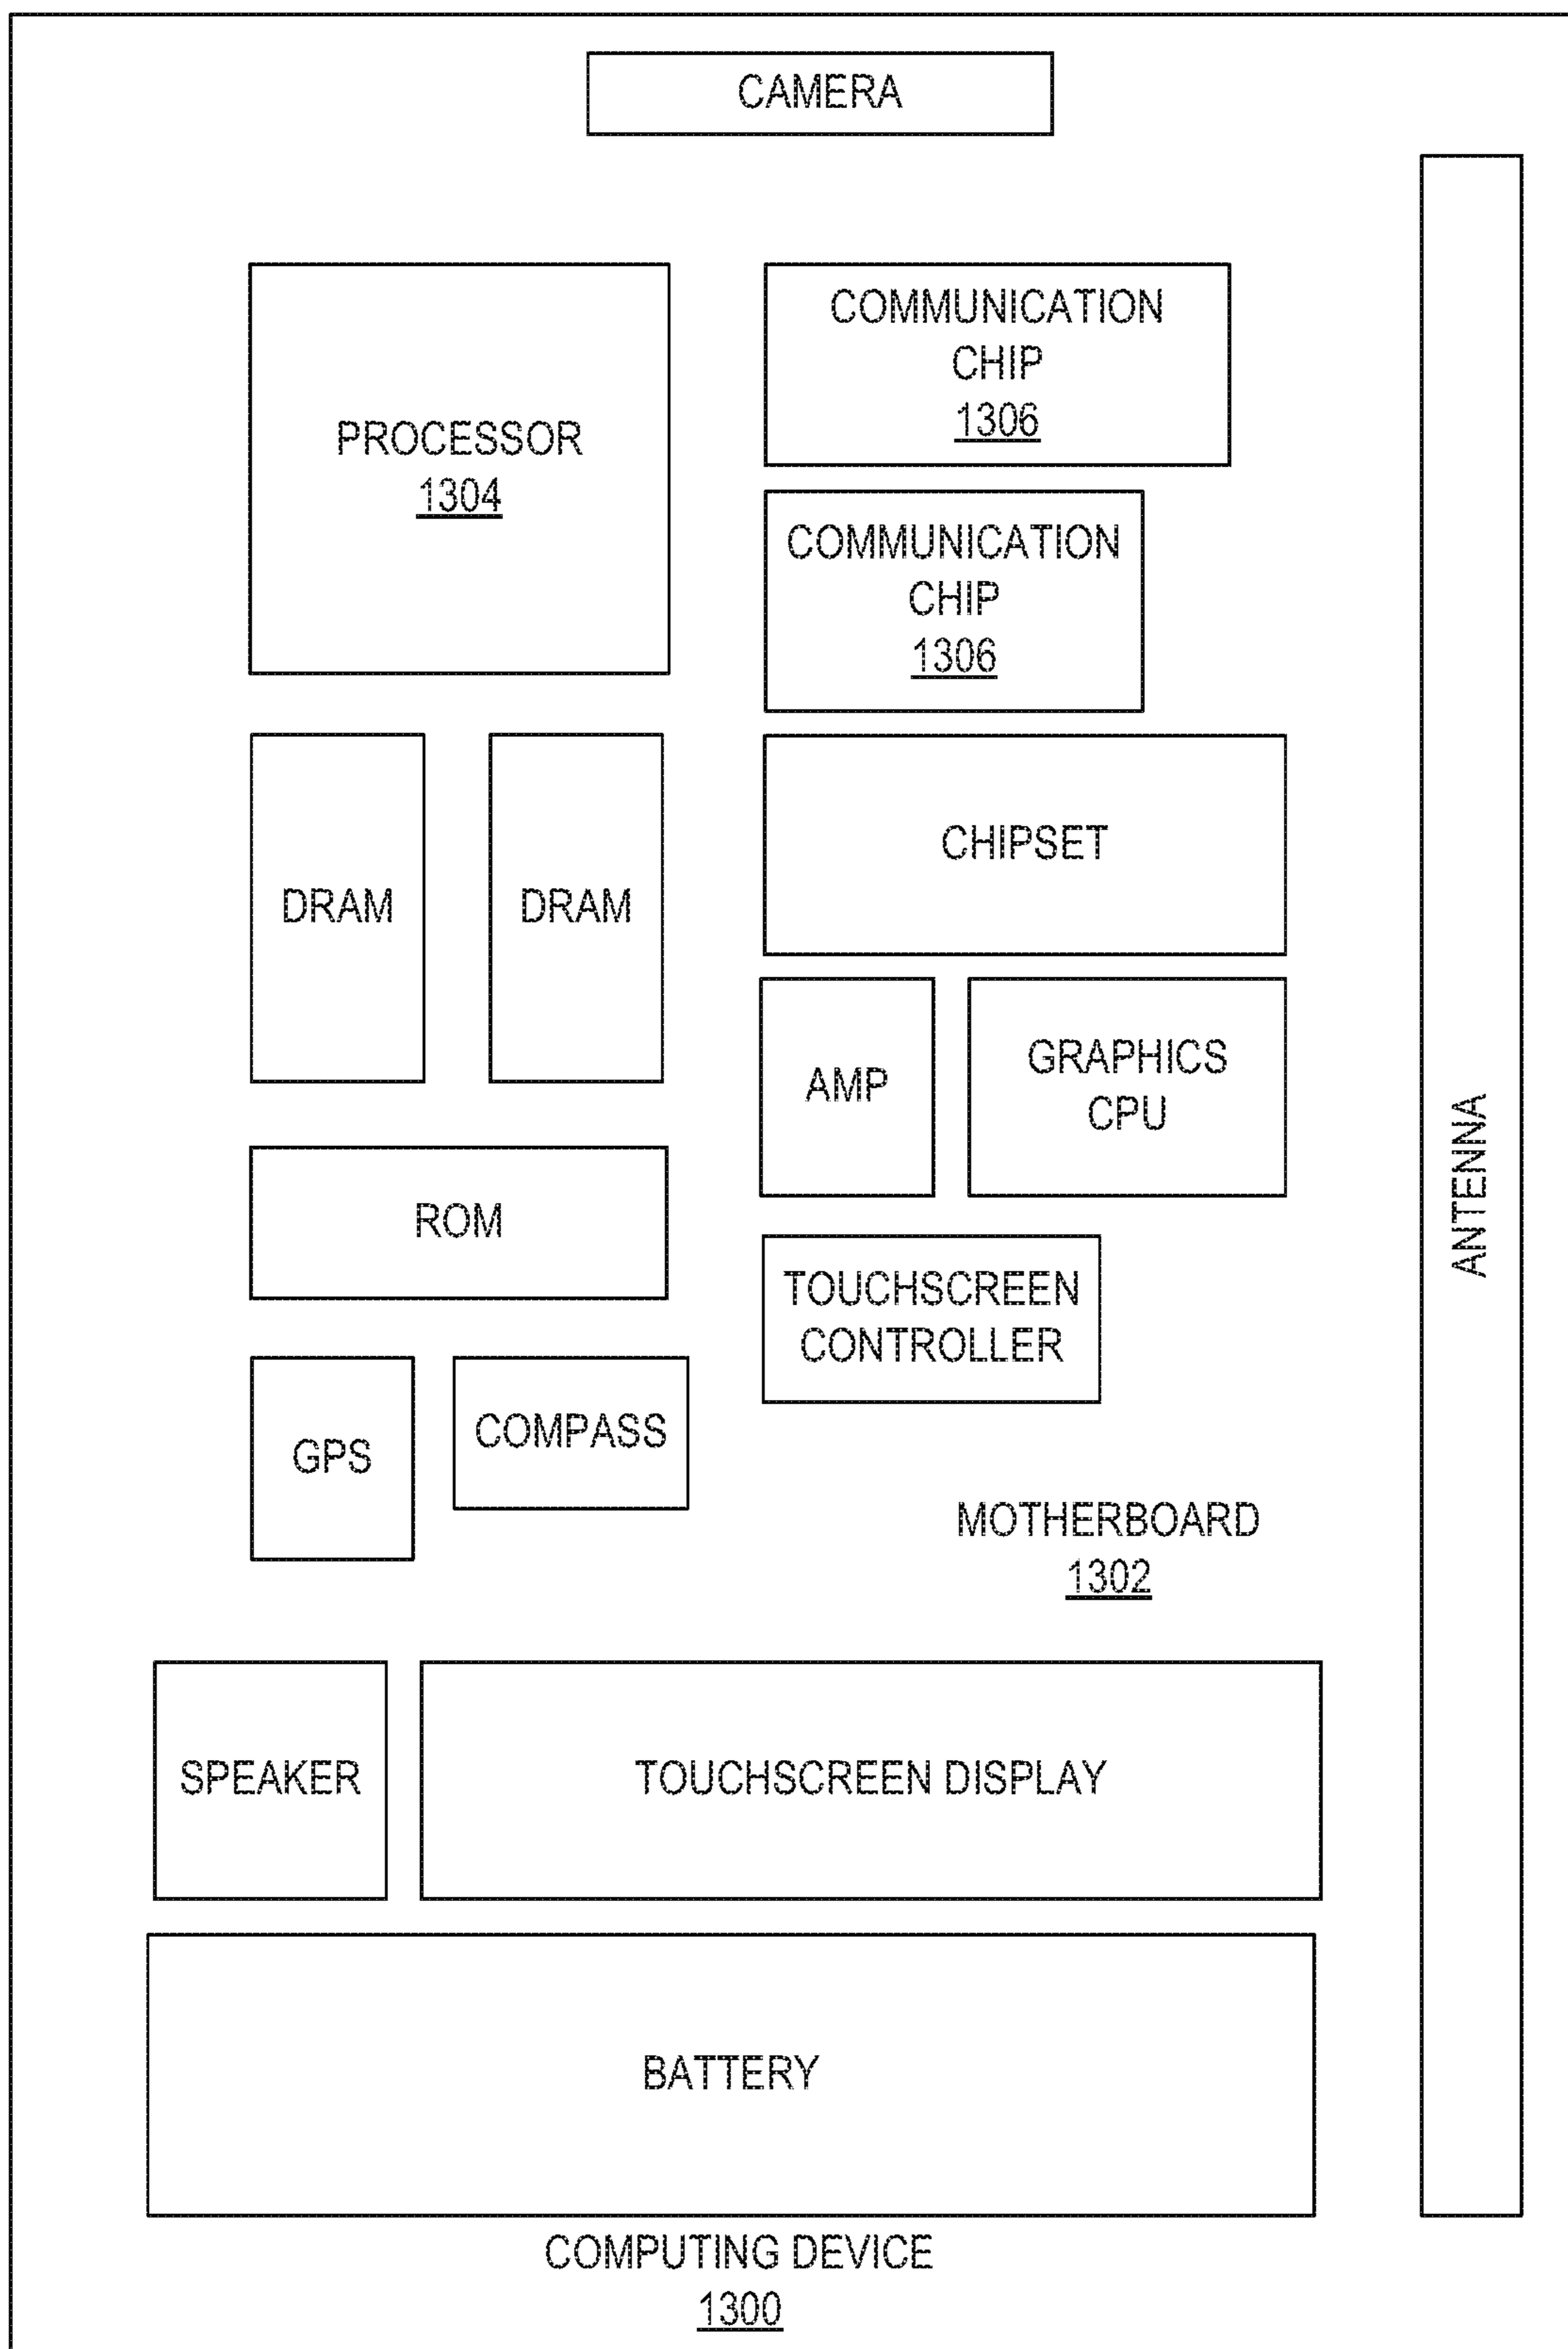 CAMERA
PROCESSOR
1304
COMMUNICATION
CHIP
1306
COMMUNICATION
CHIP
1306
DRAM
DRAM
CHIPSET
AMP
GRAPHICS
CPU
ANTENNA
ROM
TOUCHSCREEN
CONTROLLER
GPS
COMPASS
MOTHERBOARD
1302
SPEAKER
TOUCHSCREEN DISPLAY
BATTERY
COMPUTING DEVICE
1300